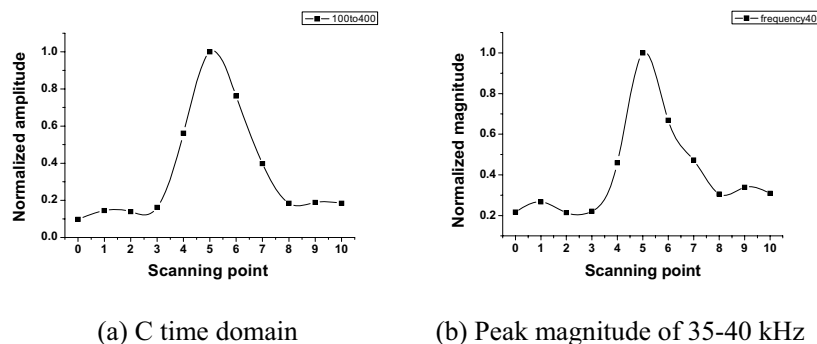 100to400
1.0
0.8
0.6
0.4
0.2
0.0
Normalized amplitude
0 1 2 3 4 5 6 7 8 9 10
Scanning point
(a) C time domain
frequency40
1.0
0.8
0.6
0.4
0.2
Normalized magnitude
0 1 2 3 4 5 6 7 8 9 10
Scanning point
(b) Peak magnitude of 35-40 kHz